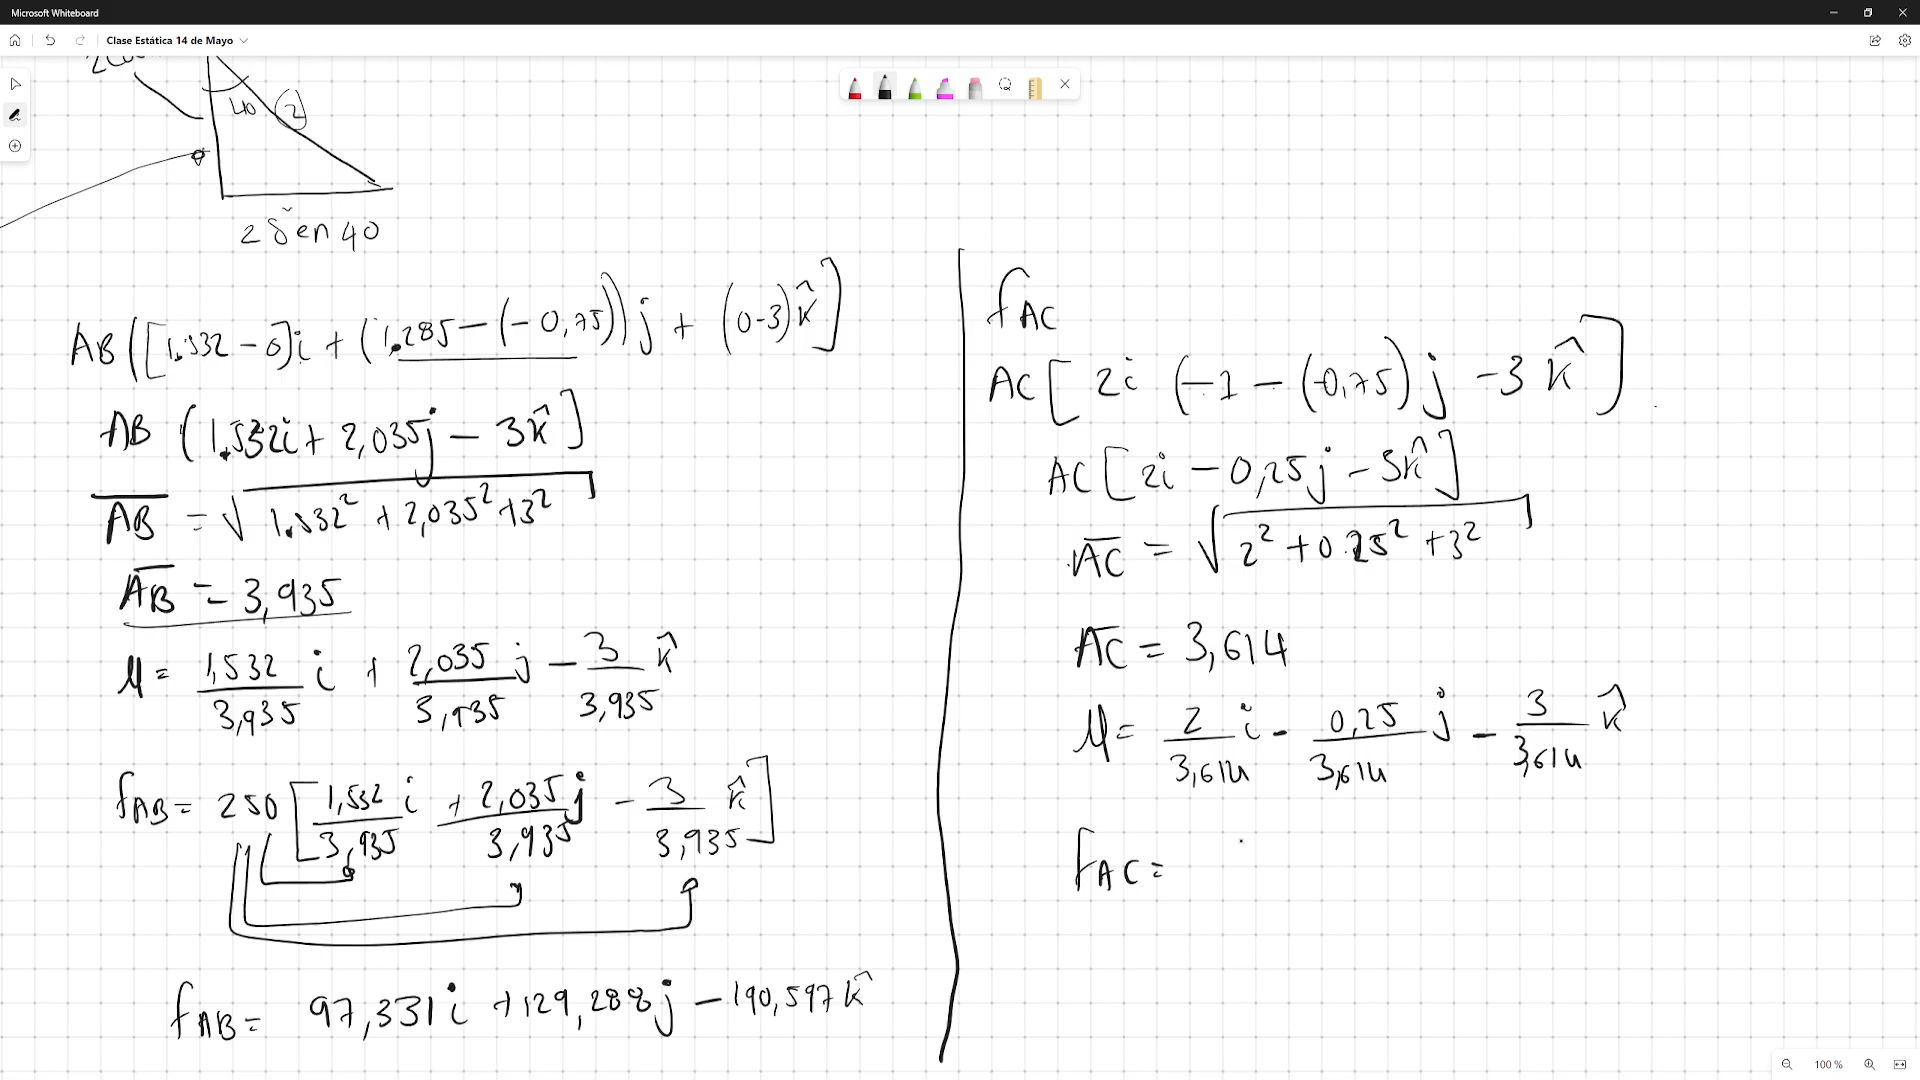 Microsoft Whiteboard
Clase Estática 14 de Mayo
40
2
2 Sen 40
AB ([1.532 - 0]i + (1.285 - (-0,75))j + (0-3)k̂]
AB (1.532i + 2,035j - 3k̂]
AB = √1.532² + 2,035² + 3²
AB = 3,935
μ = 1,532/3,935 i + 2,035/3,935 j - 3/3,935 k̂
fAB = 250 [1,532/3,935 i + 2,035/3,935 j - 3/3,935 k̂]
fAB = 97,331i + 129,288j - 190,597k̂
fAC
AC [2i (-1 - (-0,75)j - 3k̂]
AC [2i - 0,25j - 3k̂]
AC = √2² + 0.25² + 3²
AC = 3,614
μ = 2/3,614 i - 0,25/3,614 j - 3/3,614 k̂
fAC =
100 %